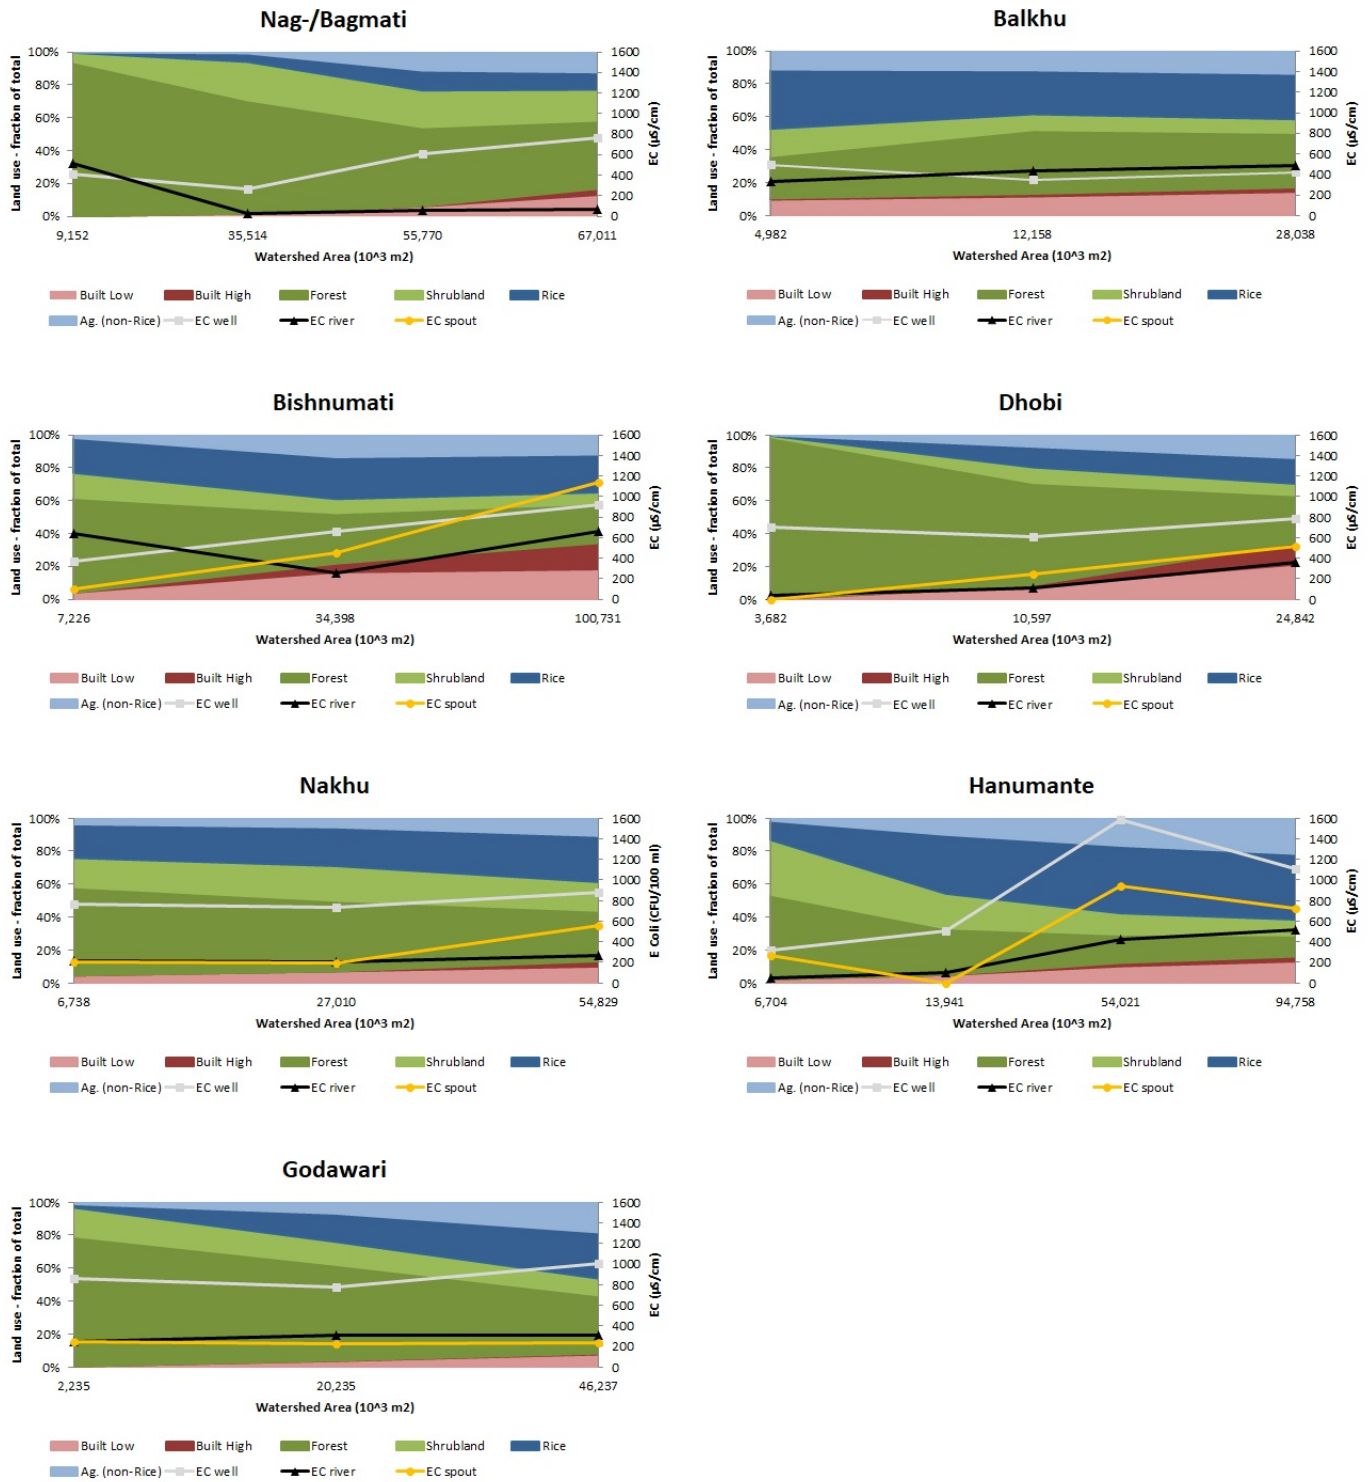 Nag-/Bagmati
Land use - fraction of total
100%
80%
60%
40%
20%
0%
1600
1400
1200
1000
800
600
400
200
0
EC (µS/cm)
9,152 35,514 55,770 67,011
Watershed Area (10^3 m2)
Built Low Built High Forest Shrubland Rice
Ag. (non-Rice) EC well EC river EC spout
Balkhu
Land use - fraction of total
100%
80%
60%
40%
20%
0%
1600
1400
1200
1000
800
600
400
200
0
EC (µS/cm)
4,982 12,158 28,038
Watershed Area (10^3 m2)
Built Low Built High Forest Shrubland Rice
Ag. (non-Rice) EC well EC river EC spout
Bishnumati
Land use - fraction of total
100%
80%
60%
40%
20%
0%
1600
1400
1200
1000
800
600
400
200
0
EC (µS/cm)
7,226 34,398 100,731
Watershed Area (10^3 m2)
Built Low Built High Forest Shrubland Rice
Ag. (non-Rice) EC well EC river EC spout
Dhobi
Land use - fraction of total
100%
80%
60%
40%
20%
0%
1600
1400
1200
1000
800
600
400
200
0
EC (µS/cm)
3,682 10,597 24,842
Watershed Area (10^3 m2)
Built Low Built High Forest Shrubland Rice
Ag. (non-Rice) EC well EC river EC spout
Nakhu
Land use - fraction of total
100%
80%
60%
40%
20%
0%
1600
1400
1200
1000
800
600
400
200
0
E Coli (CFU/100 ml)
6,738 27,010 54,829
Watershed Area (10^3 m2)
Built Low Built High Forest Shrubland Rice
Ag. (non-Rice) EC well EC river EC spout
Hanumante
Land use - fraction of total
100%
80%
60%
40%
20%
0%
1600
1400
1200
1000
800
600
400
200
0
EC (µS/cm)
6,704 13,941 54,021 94,758
Watershed Area (10^3 m2)
Built Low Built High Forest Shrubland Rice
Ag. (non-Rice) EC well EC river EC spout
Godawari
Land use - fraction of total
100%
80%
60%
40%
20%
0%
1600
1400
1200
1000
800
600
400
200
0
EC (µS/cm)
2,235 20,235 46,237
Watershed Area (10^3 m2)
Built Low Built High Forest Shrubland Rice
Ag. (non-Rice) EC well EC river EC spout